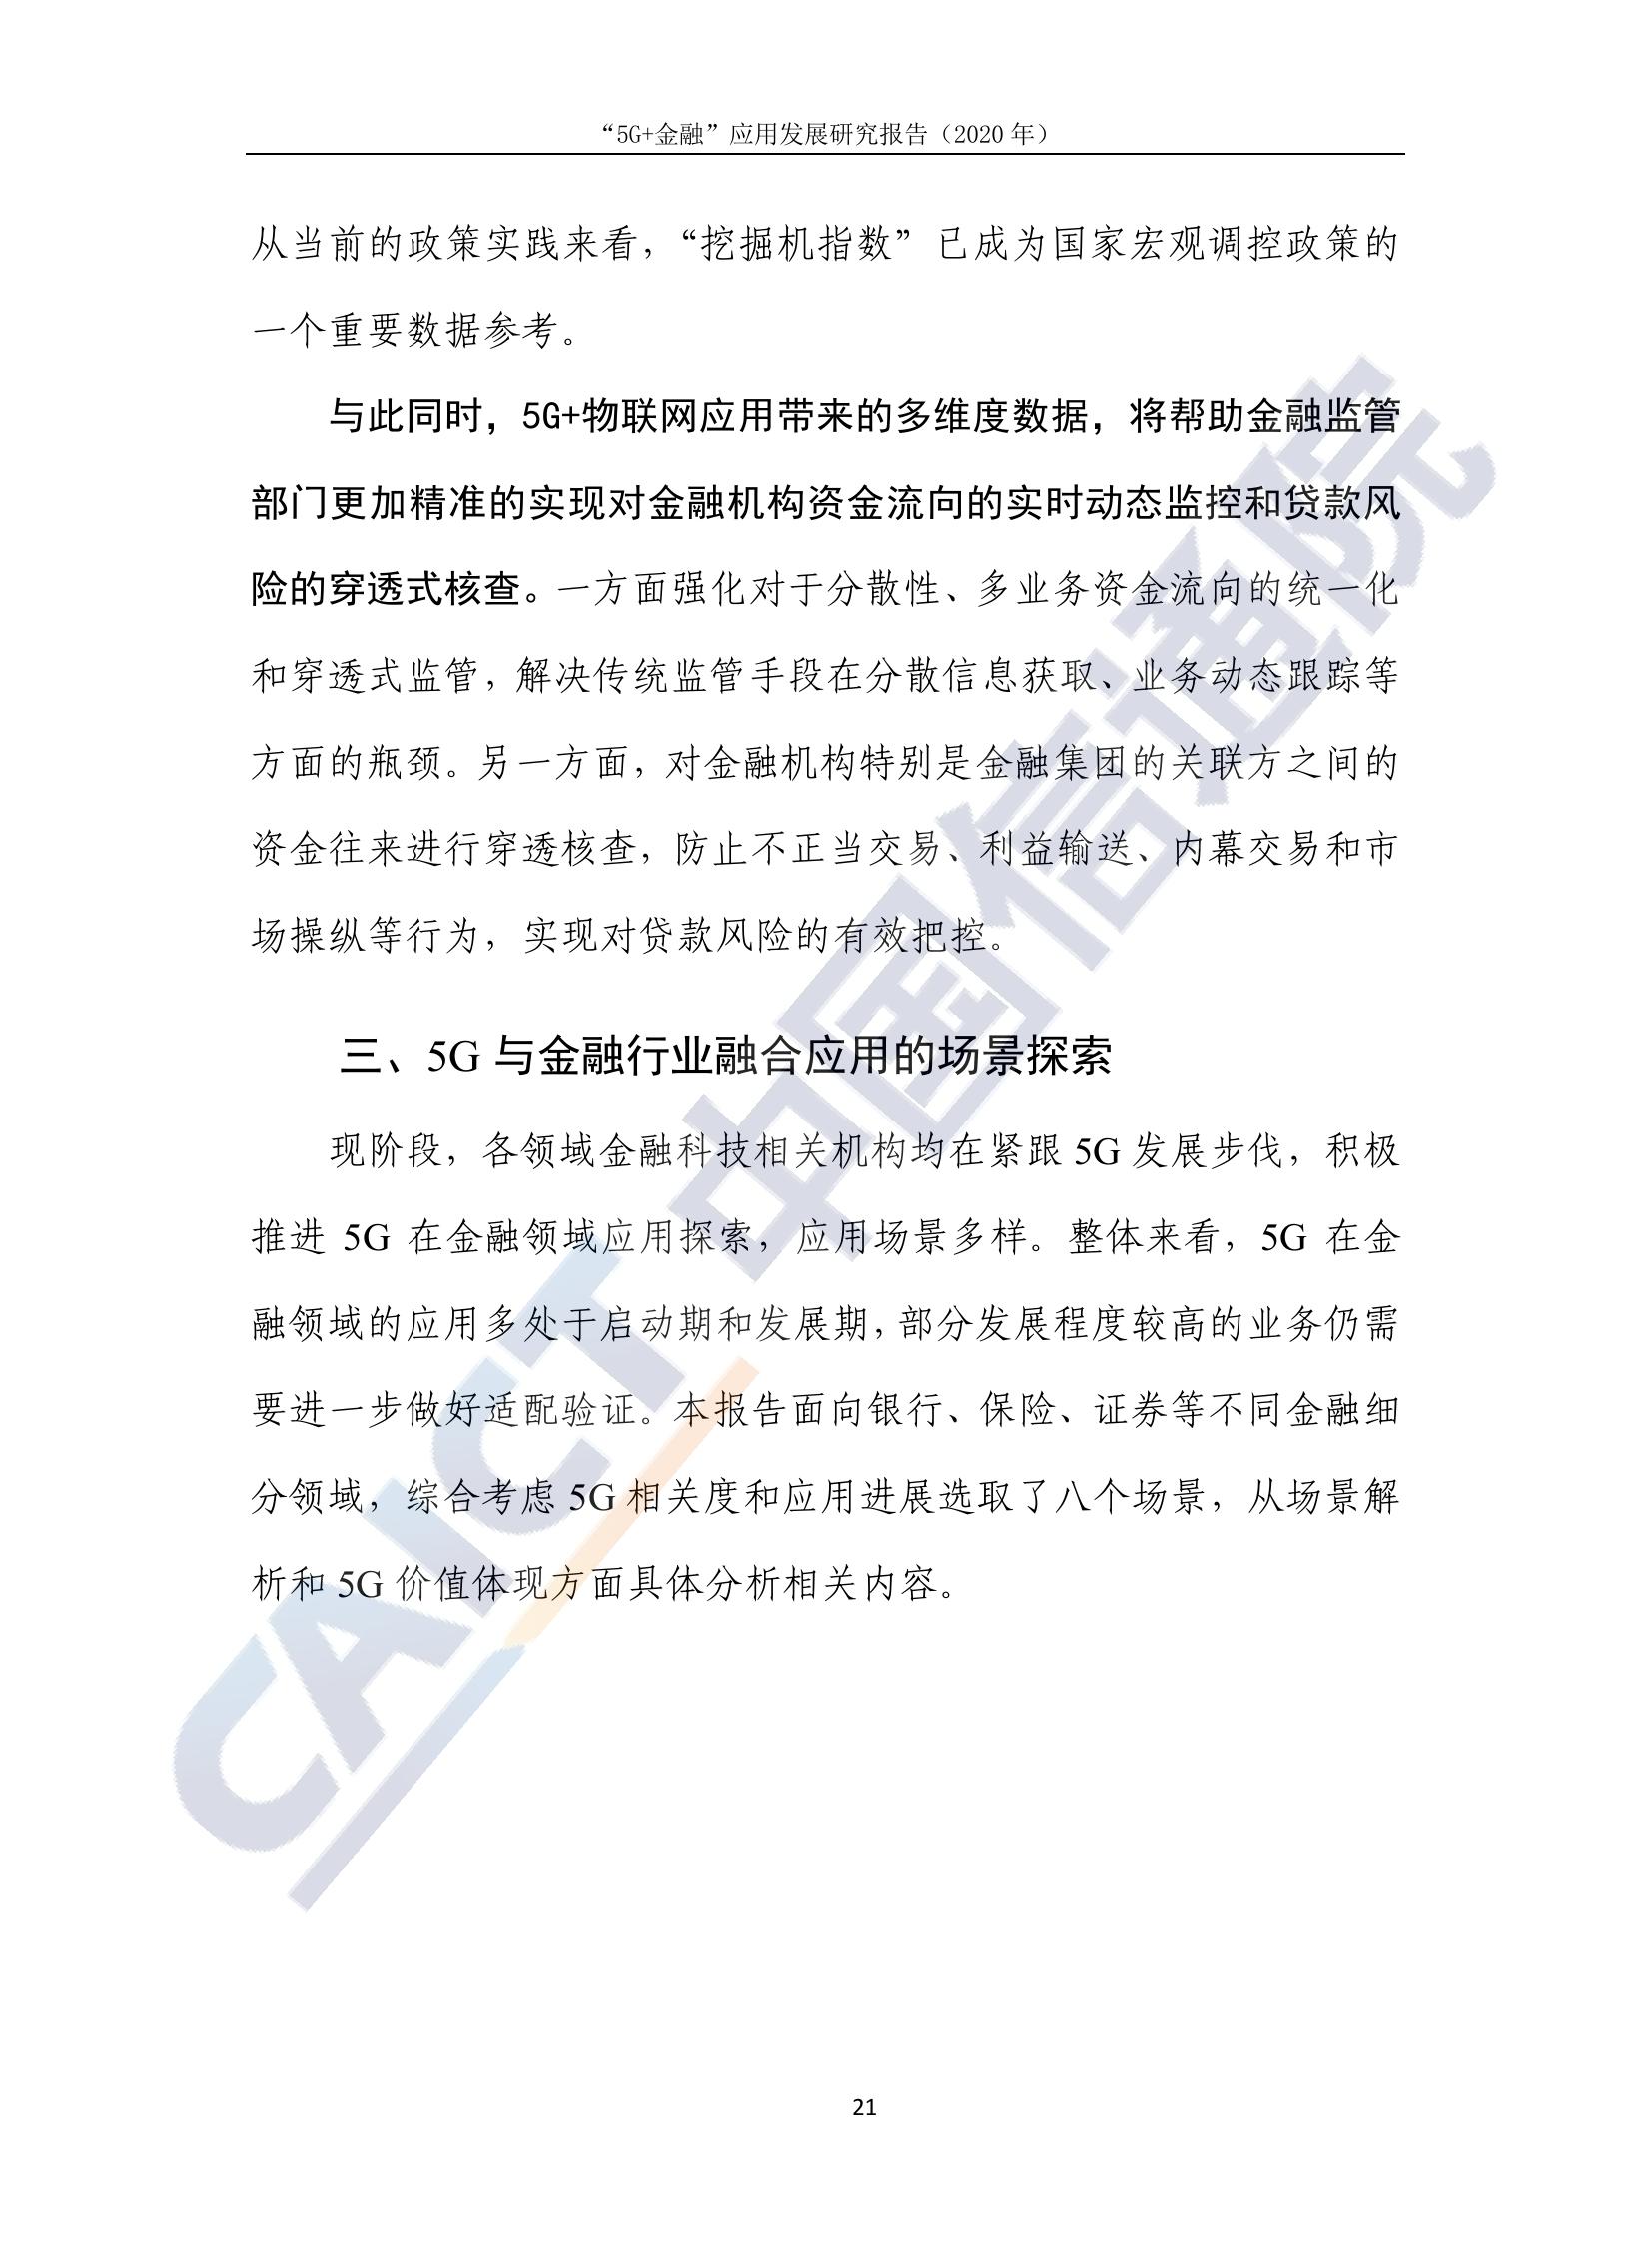 “5G+金融”应用发展研究报告（2020 年）
从当前的政策实践来看，“挖掘机指数”已成为国家宏观调控政策的
一个重要数据参考。
与此同时，5G+物联网应用带来的多维度数据，将帮助金融监管
部门更加精准的实现对金融机构资金流向的实时动态监控和贷款风
险的穿透式核查。一方面强化对于分散性、多业务资金流向的统一化
和穿透式监管，解决传统监管手段在分散信息获取、业务动态跟踪等
方面的瓶颈。另一方面，对金融机构特别是金融集团的关联方之间的
资金往来进行穿透核查，防止不正当交易、利益输送、内幕交易和市
场操纵等行为，实现对贷款风险的有效把控。
三、5G 与金融行业融合应用的场景探索
现阶段，各领域金融科技相关机构均在紧跟 5G 发展步伐，积极
推进 5G 在金融领域应用探索，应用场景多样。整体来看，5G 在金
融领域的应用多处于启动期和发展期，部分发展程度较高的业务仍需
要进一步做好适配验证。本报告面向银行、保险、证券等不同金融细
分领域，综合考虑 5G 相关度和应用进展选取了八个场景，从场景解
析和 5G 价值体现方面具体分析相关内容。
CAICT 中国信通院
21